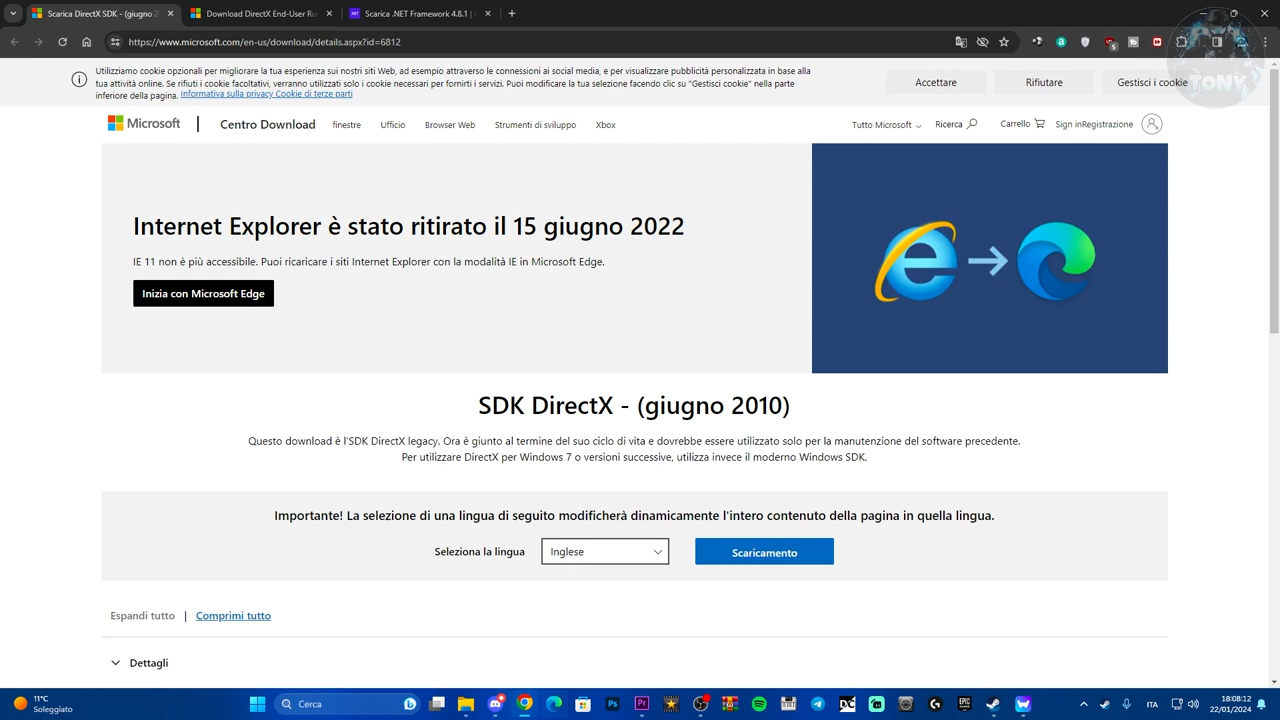 Scarica DirectX SDK - (giugno 20
Download DirectX End-User Ru
Scarica .NET Framework 4.8.1 |
https://www.microsoft.com/en-us/download/details.aspx?id=6812
Utilizziamo cookie opzionali per migliorare la tua esperienza sui nostri siti Web, ad esempio attraverso le connessioni ai social media, e per visualizzare pubblicità personalizzata in base alla
tua attività online. Se rifiuti i cookie facoltativi, verranno utilizzati solo i cookie necessari per fornirti i servizi. Puoi modificare la tua selezione facendo clic su "Gestisci cookie" nella parte
inferiore della pagina. Informativa sulla privacy Cookie di terze parti
Accettare
Rifiutare
Gestisci i cookie
TONY
Microsoft
Centro Download
finestre
Ufficio
Browser Web
Strumenti di sviluppo
Xbox
Tutto Microsoft
Ricerca
Carrello
Sign inRegistrazione
Internet Explorer è stato ritirato il 15 giugno 2022
IE 11 non è più accessibile. Puoi ricaricare i siti Internet Explorer con la modalità IE in Microsoft Edge.
Inizia con Microsoft Edge
SDK DirectX - (giugno 2010)
Questo download è l'SDK DirectX legacy. Ora è giunto al termine del suo ciclo di vita e dovrebbe essere utilizzato solo per la manutenzione del software precedente.
Per utilizzare DirectX per Windows 7 o versioni successive, utilizza invece il moderno Windows SDK.
Importante! La selezione di una lingua di seguito modificherà dinamicamente l'intero contenuto della pagina in quella lingua.
Seleziona la lingua
Inglese
Scaricamento
Espandi tutto | Comprimi tutto
Dettagli
11°C
Soleggiato
Cerca
Ps
Pr
DC
EPIC
ITA
18:08:12
22/01/2024